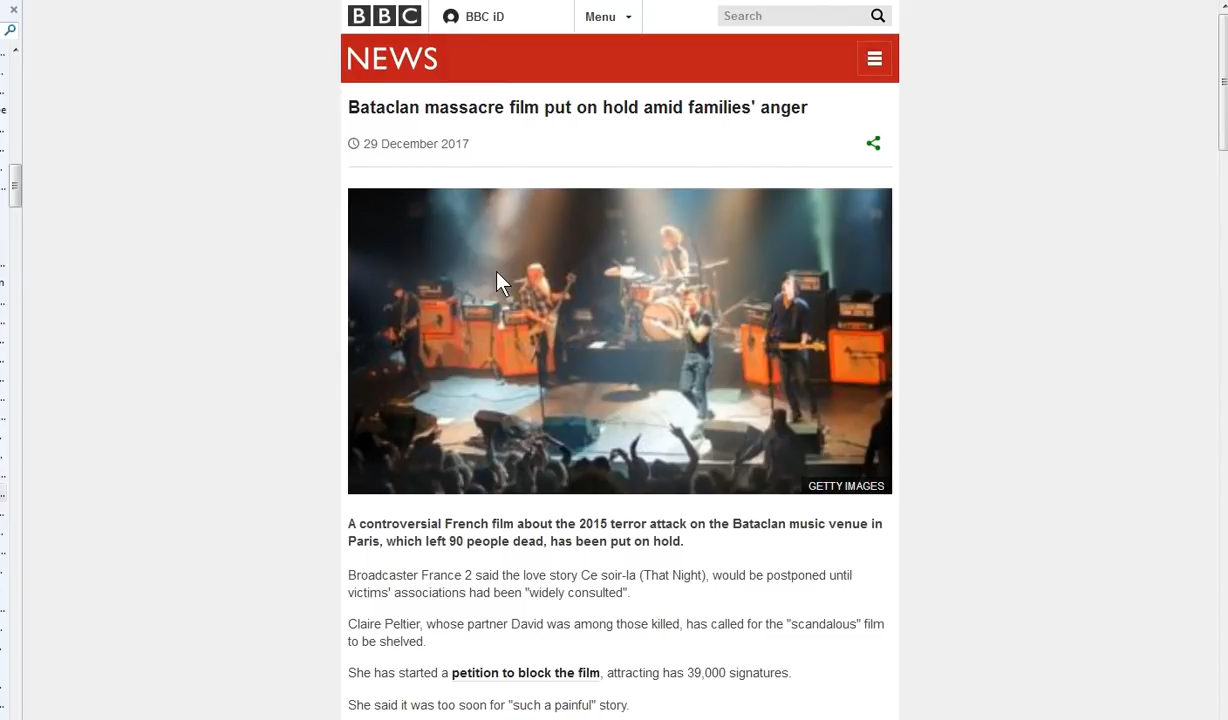 BBC
BBC iD
Menu
Search
NEWS
Bataclan massacre film put on hold amid families' anger
29 December 2017
GETTY IMAGES
A controversial French film about the 2015 terror attack on the Bataclan music venue in
Paris, which left 90 people dead, has been put on hold.
Broadcaster France 2 said the love story Ce soir-la (That Night), would be postponed until
victims' associations had been "widely consulted".
Claire Peltier, whose partner David was among those killed, has called for the "scandalous" film
to be shelved.
She has started a petition to block the film, attracting has 39,000 signatures.
She said it was too soon for "such a painful" story.